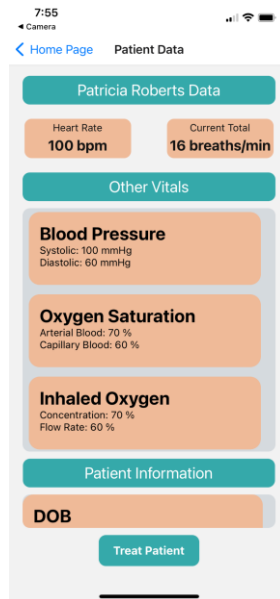 7:55
◀ Camera
Home Page
Patient Data
Patricia Roberts Data
Heart Rate
100 bpm
Current Total
16 breaths/min
Other Vitals
Blood Pressure
Systolic: 100 mmHg
Diastolic: 60 mmHg
Oxygen Saturation
Arterial Blood: 70 %
Capillary Blood: 60 %
Inhaled Oxygen
Concentration: 70 %
Flow Rate: 60 %
Patient Information
DOB
Treat Patient